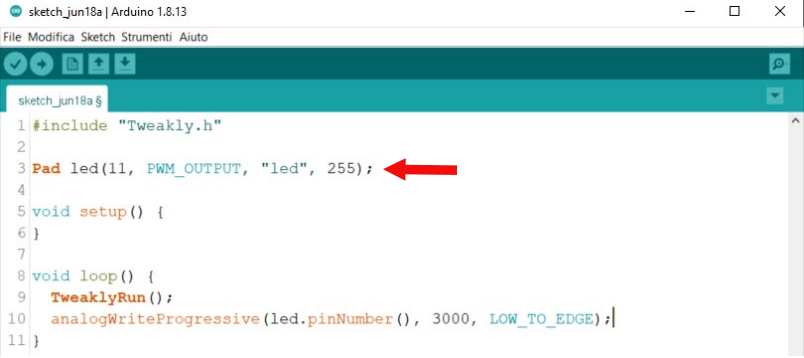 sketch_jun18a | Arduino 1.8.13
File Modifica Sketch Strumenti Aiuto
sketch_jun18a §
1 #include "Tweakly.h"
2
3 Pad led(11, PWM_OUTPUT, "led", 255);
4
5 void setup() {
6 }
7
8 void loop() {
9 TweaklyRun();
10 analogWriteProgressive(led.pinNumber(), 3000, LOW_TO_EDGE);
11 }